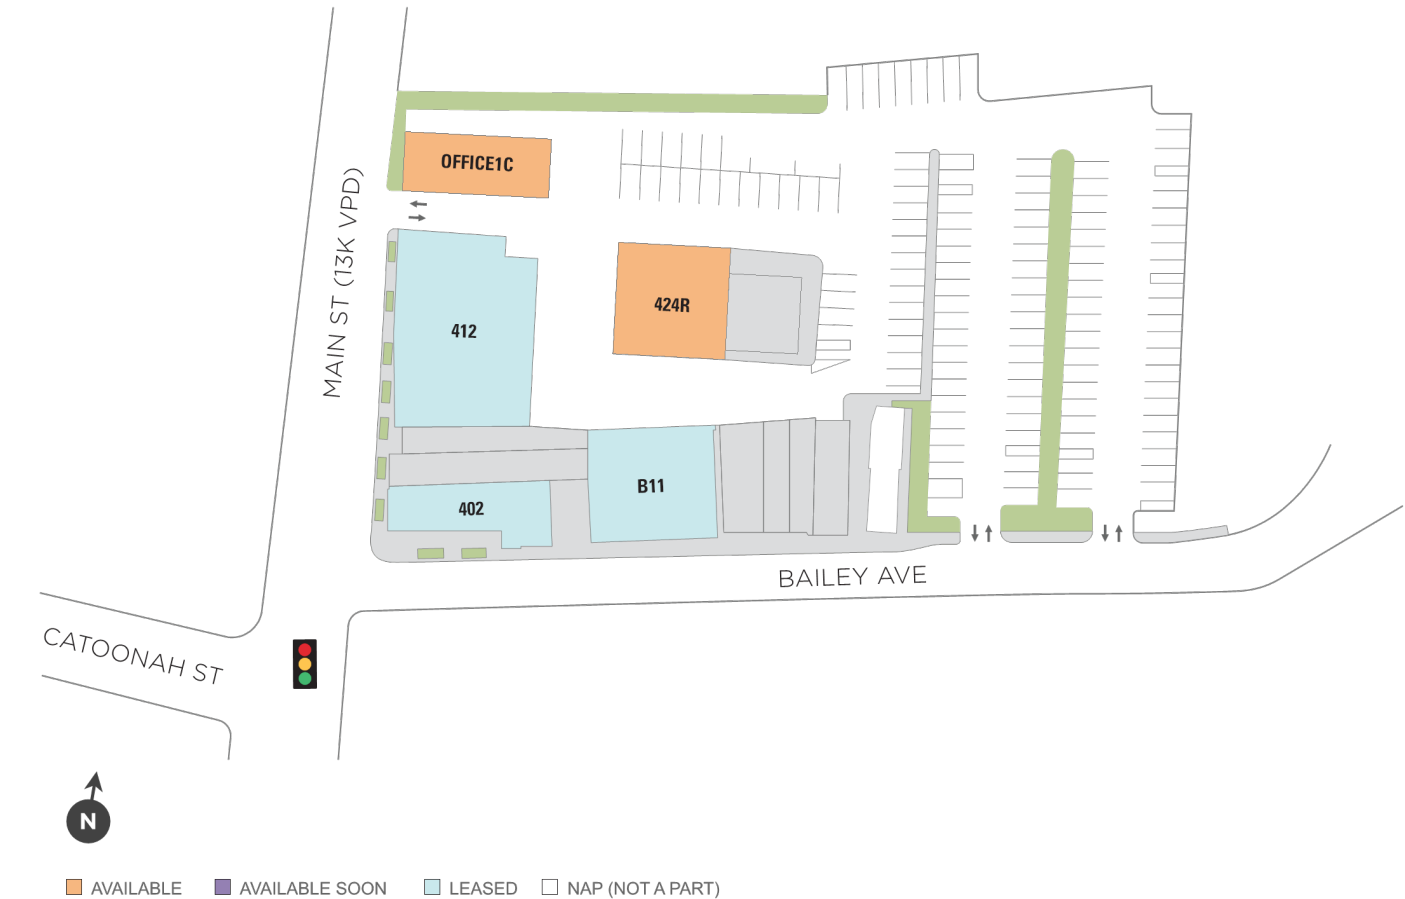 OFFICE1C
MAIN ST (13K VPD)
412
424R
B11
402
BAILEY AVE
CATOONAH ST
N
AVAILABLE
AVAILABLE SOON
LEASED
NAP (NOT A PART)